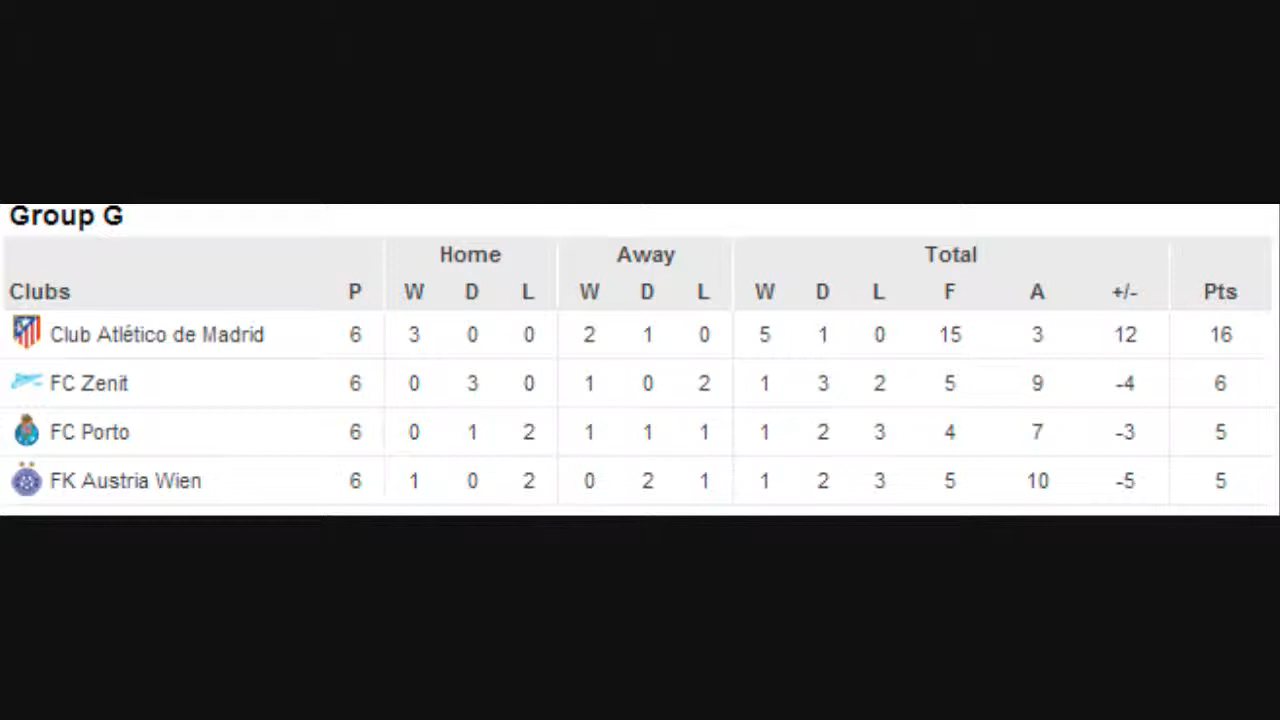 Group G
Home Away Total
Clubs P W D L W D L W D L F A +/- Pts
Club Atlético de Madrid 6 3 0 0 2 1 0 5 1 0 15 3 12 16
FC Zenit 6 0 3 0 1 0 2 1 3 2 5 9 -4 6
FC Porto 6 0 1 2 1 1 1 1 2 3 4 7 -3 5
FK Austria Wien 6 1 0 2 0 2 1 1 2 3 5 10 -5 5